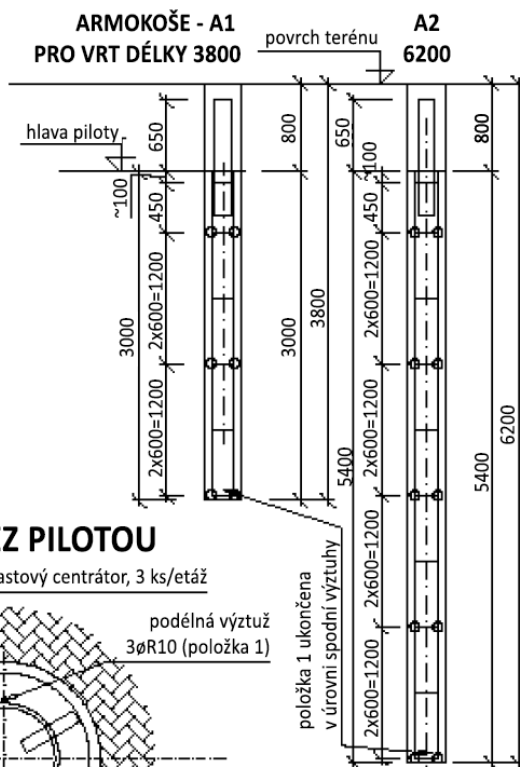 ARMOKOŠE - A1
PRO VRT DÉLKY 3800
A2
6200
povrch terénu
hlava piloty
650
800
650
800
~100
~100
450
450
2x600=1200
2x600=1200
3000
3000
3800
2x600=1200
2x600=1200
5400
5400
6200
2x600=1200
2x600=1200
EZ PILOTOU
astový centrátor, 3 ks/etáž
podélná výztuž
3øR10 (položka 1)
položka 1 ukončena
v úrovni spodní výztuhy